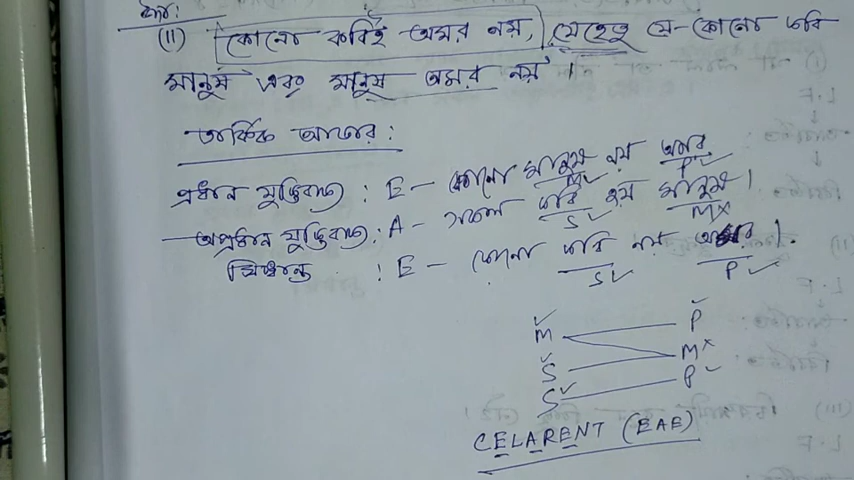 (ii) কোনো কবিই অমর নয়, যেহেতু যে-কোনো কবি
মানুষ এবং মানুষ অমর নয়।
তার্কিক আকার:
প্রধান যুক্তিবাক্য : E - কোনো মানুষ নয় অমর
M✓ P✓
অপ্রধান যুক্তিবাক্য : A - সকল কবি হয় মানুষ।
S✓ M×
সিদ্ধান্ত : E - কোনো কবি নয় অমর।
S✓ P✓
M✓ P✓
S✓ M×
S✓ P✓
CELARENT (EAE)